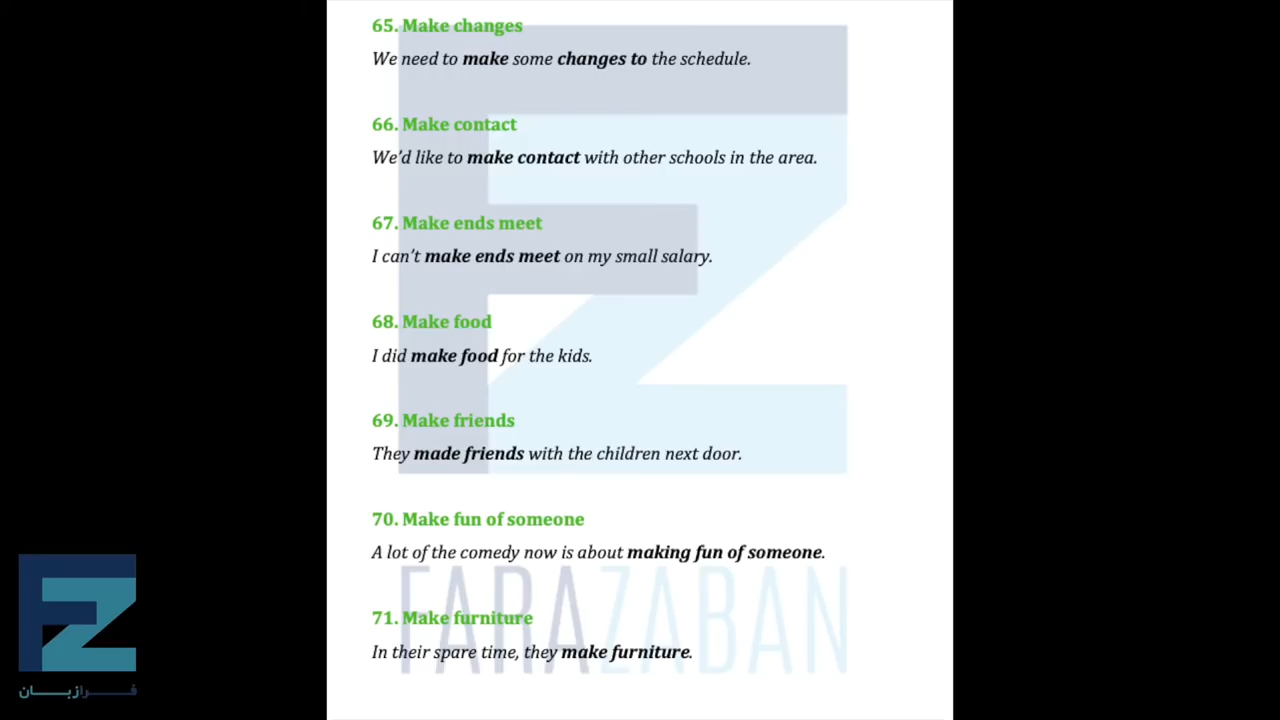 65. Make changes
We need to make some changes to the schedule.
66. Make contact
We'd like to make contact with other schools in the area.
67. Make ends meet
I can't make ends meet on my small salary.
68. Make food
I did make food for the kids.
69. Make friends
They made friends with the children next door.
70. Make fun of someone
A lot of the comedy now is about making fun of someone.
71. Make furniture
In their spare time, they make furniture.
FARAZABAN
FZ
فرازبان